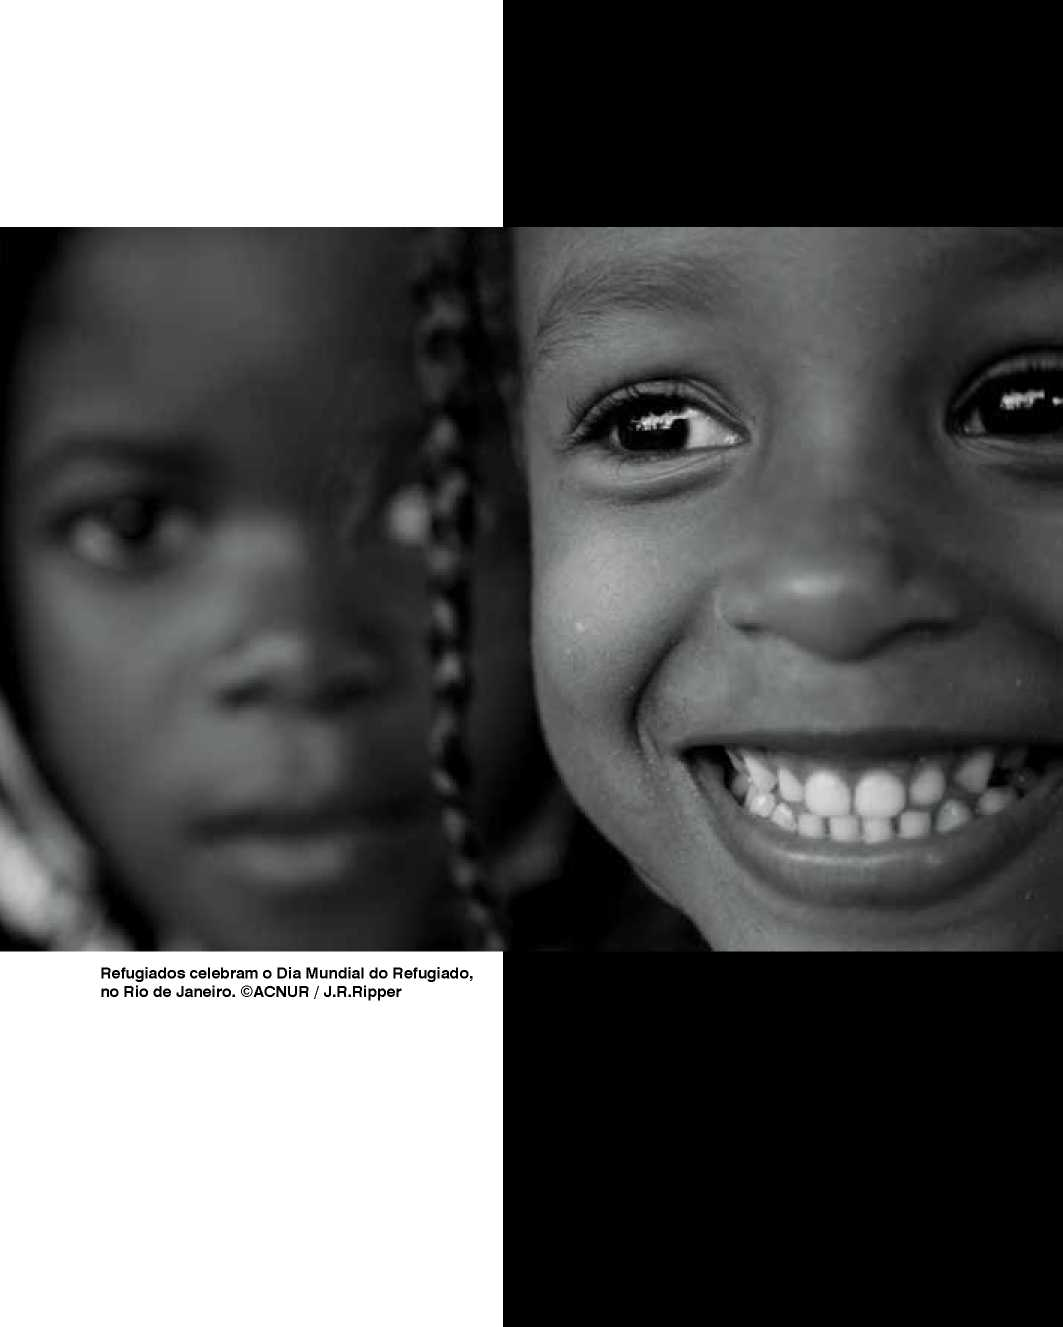 Refugiados celebram o Dia Mundial do Refugiado,
no Rio de Janeiro. ©ACNUR / J.R.Ripper